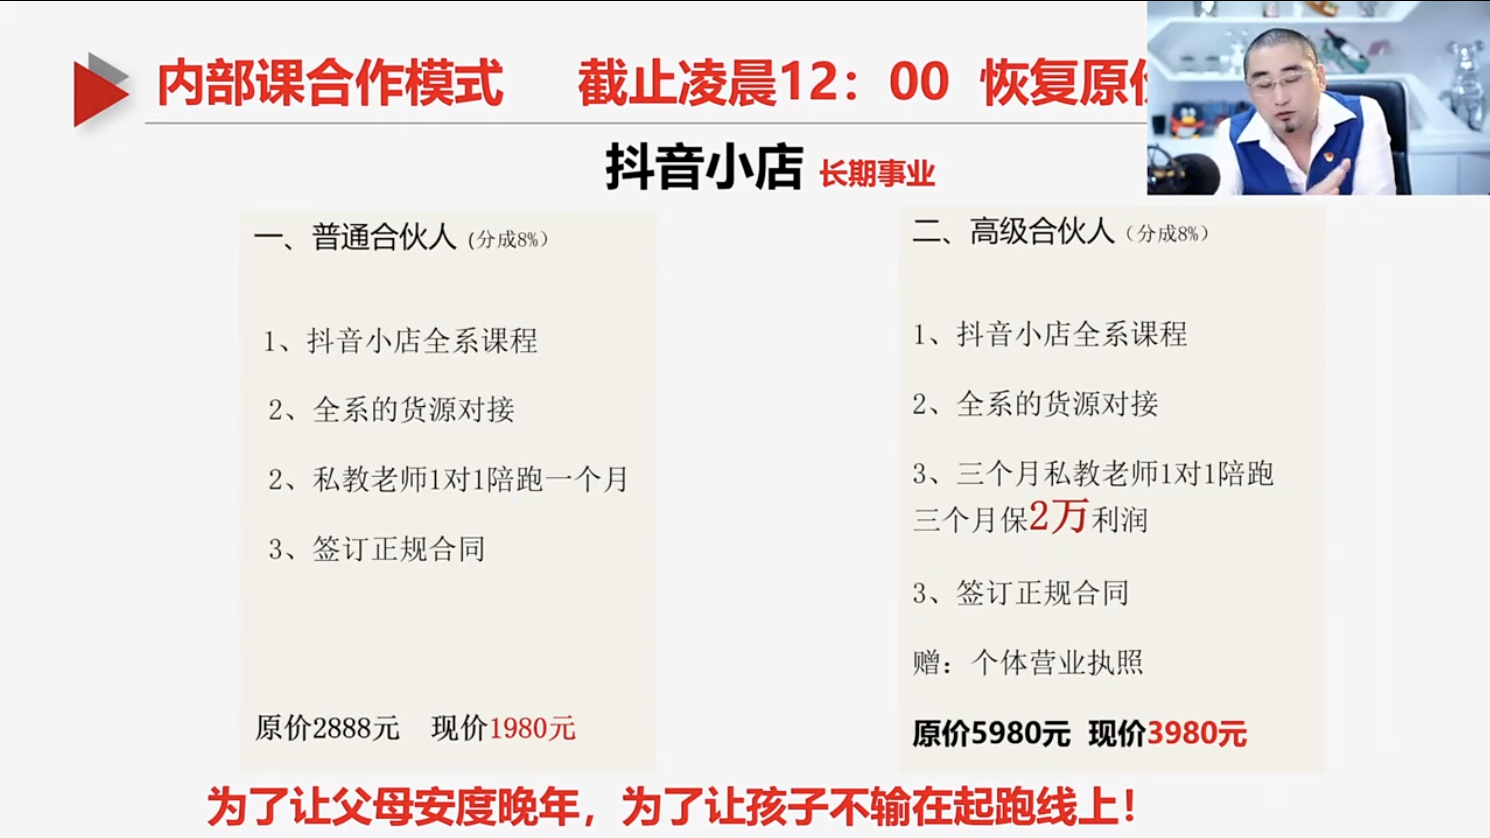 内部课合作模式 截止凌晨12：00 恢复原
抖音小店 长期事业
一、普通合伙人（分成8%）
1、抖音小店全系课程
2、全系的货源对接
2、私教老师1对1陪跑一个月
3、签订正规合同
原价2888元 现价1980元
二、高级合伙人（分成8%）
1、抖音小店全系课程
2、全系的货源对接
3、三个月私教老师1对1陪跑
三个月保2万利润
3、签订正规合同
赠：个体营业执照
原价5980元 现价3980元
为了让父母安度晚年，为了让孩子不输在起跑线上！